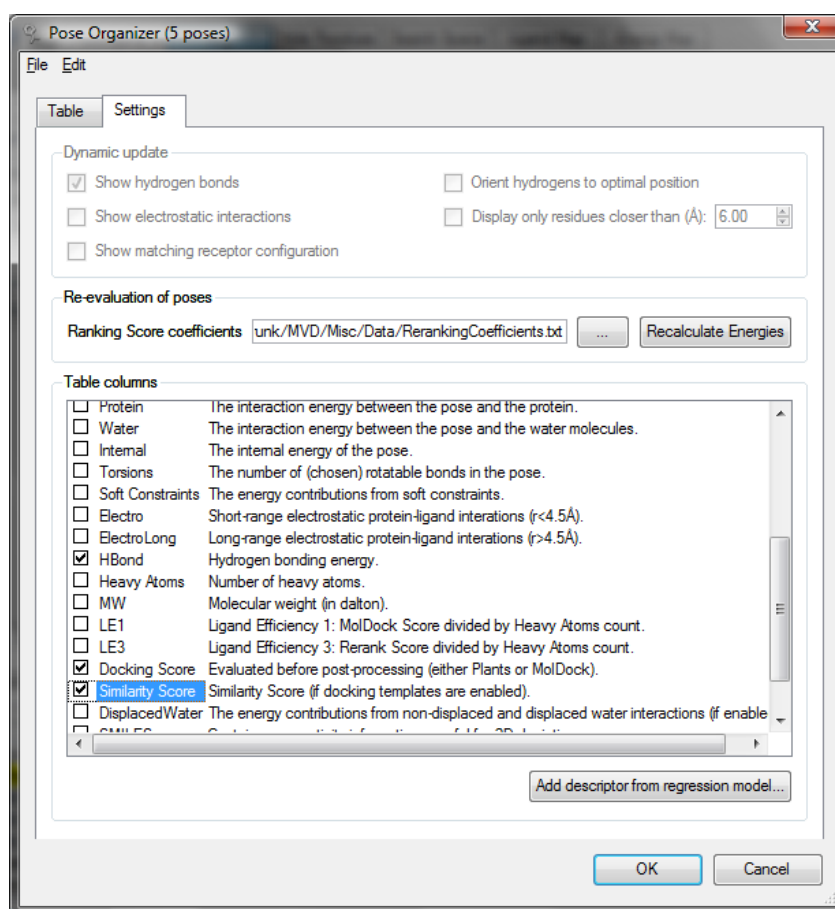 Pose Organizer (5 poses)
File Edit
Table Settings
Dynamic update
Show hydrogen bonds Orient hydrogens to optimal position
Show electrostatic interactions Display only residues closer than (Å): 6.00
Show matching receptor configuration
Re-evaluation of poses
Ranking Score coefficients unk/MVD/Misc/Data/RerankingCoefficients.txt ... Recalculate Energies
Table columns
Protein The interaction energy between the pose and the protein.
Water The interaction energy between the pose and the water molecules.
Internal The internal energy of the pose.
Torsions The number of (chosen) rotatable bonds in the pose.
Soft Constraints The energy contributions from soft constraints.
Electro Short-range electrostatic protein-ligand interations (r<4.5Å).
ElectroLong Long-range electrostatic protein-ligand interations (r>4.5Å).
HBond Hydrogen bonding energy.
Heavy Atoms Number of heavy atoms.
MW Molecular weight (in dalton).
LE1 Ligand Efficiency 1: MolDock Score divided by Heavy Atoms count.
LE3 Ligand Efficiency 3: Rerank Score divided by Heavy Atoms count.
Docking Score Evaluated before post-processing (either Plants or MolDock).
Similarity Score Similarity Score (if docking templates are enabled).
DisplacedWater The energy contributions from non-displaced and displaced water interactions (if enable
Add descriptor from regression model...
OK Cancel